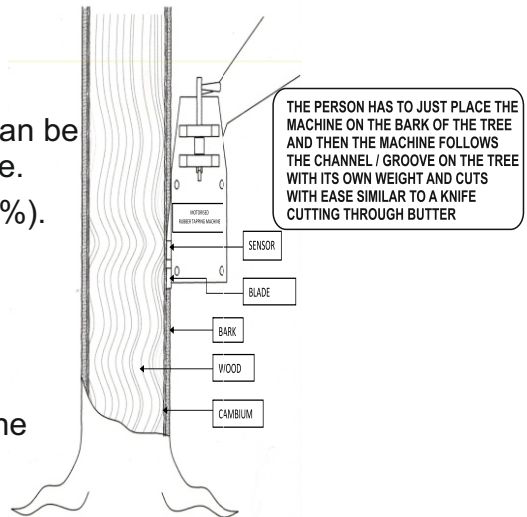 an be
e.
%).
ne
THE PERSON HAS TO JUST PLACE THE
MACHINE ON THE BARK OF THE TREE
AND THEN THE MACHINE FOLLOWS
THE CHANNEL / GROOVE ON THE TREE
WITH ITS OWN WEIGHT AND CUTS
WITH EASE SIMILAR TO A KNIFE
CUTTING THROUGH BUTTER
MOTORISED
RUBBER TAPPING MACHINE
SENSOR
BLADE
BARK
WOOD
CAMBIUM